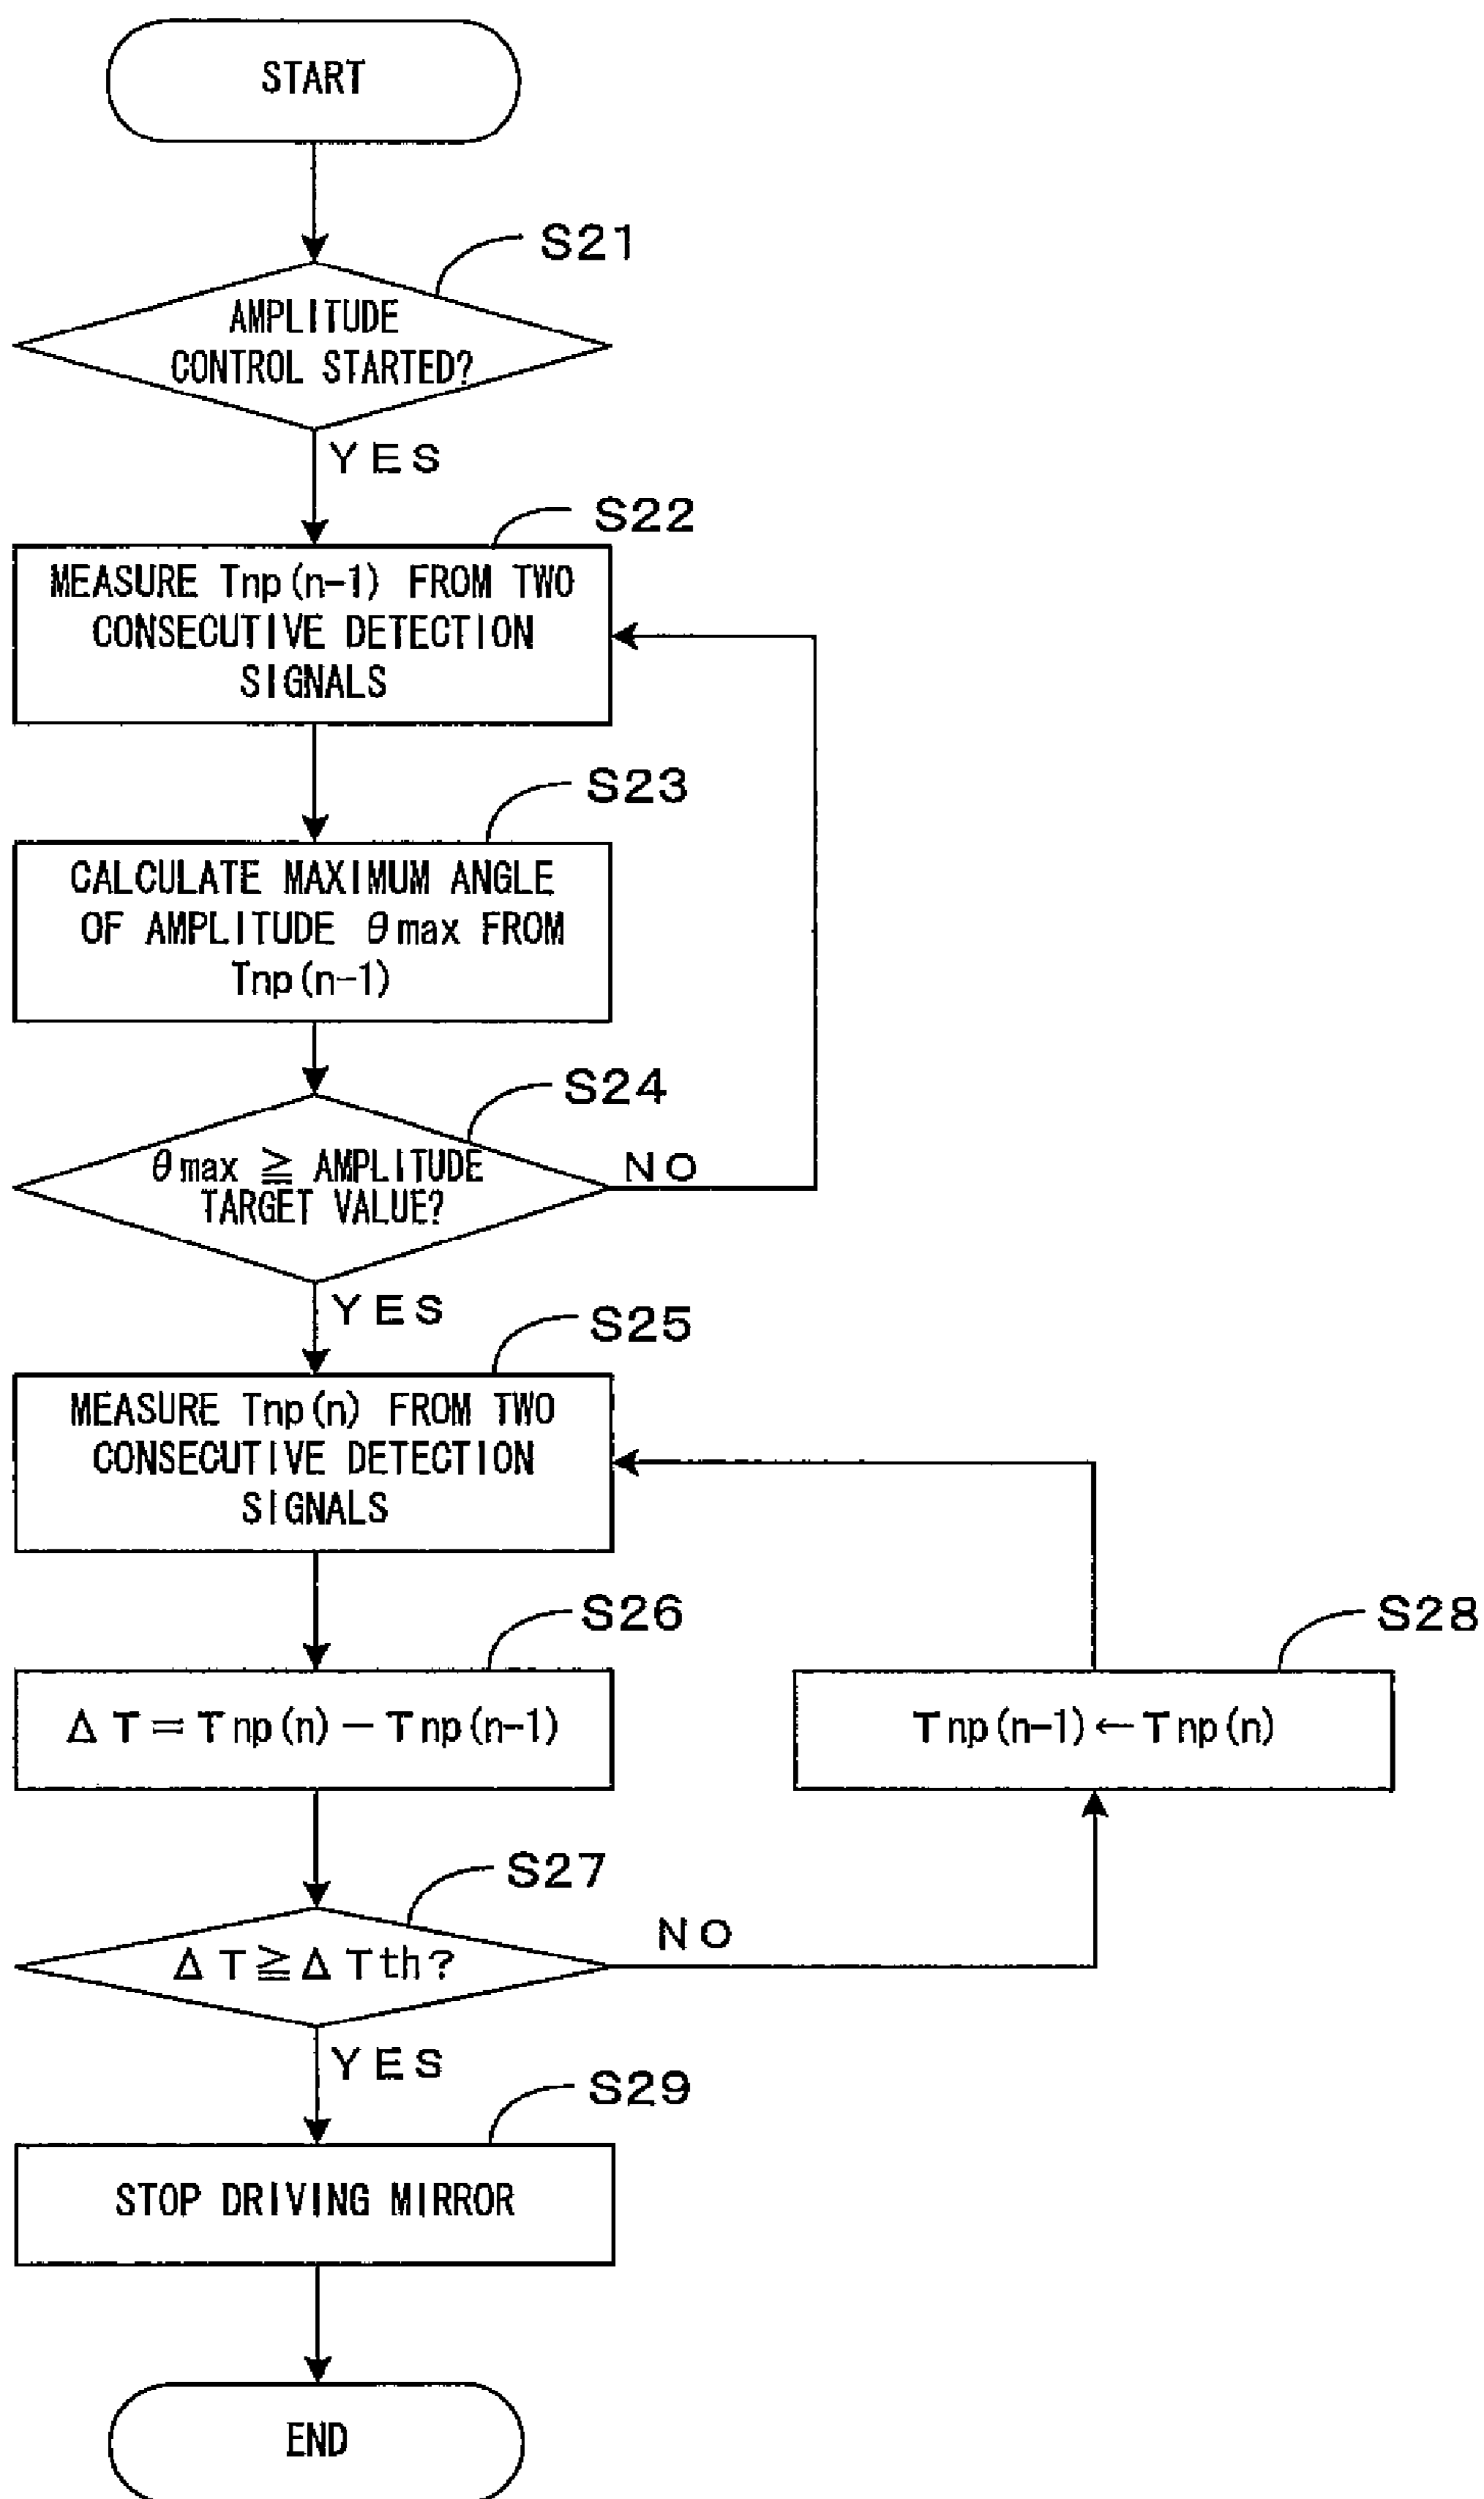 START
S21
AMPLITUDE
CONTROL STARTED?
YES
S22
MEASURE Tnp(n-1) FROM TWO
CONSECUTIVE DETECTION
SIGNALS
S23
CALCULATE MAXIMUM ANGLE
OF AMPLITUDE θmax FROM
Tnp(n-1)
S24
θmax ≧ AMPLITUDE
TARGET VALUE?
NO
YES
S25
MEASURE Tnp(n) FROM TWO
CONSECUTIVE DETECTION
SIGNALS
S26
ΔT=Tnp(n)-Tnp(n-1)
S28
Tnp(n-1)←Tnp(n)
S27
ΔT≧ΔTth?
NO
YES
S29
STOP DRIVING MIRROR
END